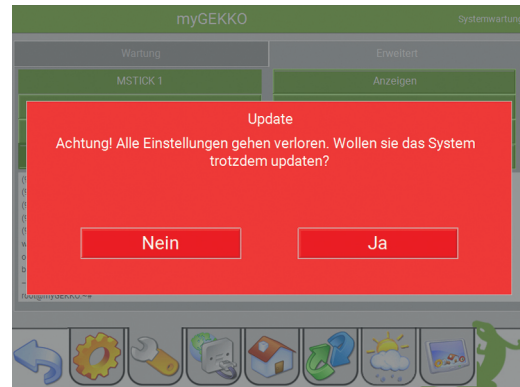 myGEKKO
Systemwartung
Wartung
Erweitert
MSTICK 1
Anzeigen
Update
Achtung! Alle Einstellungen gehen verloren. Wollen sie das System
trotzdem updaten?
Nein
Ja
root@myGEKKO:~#